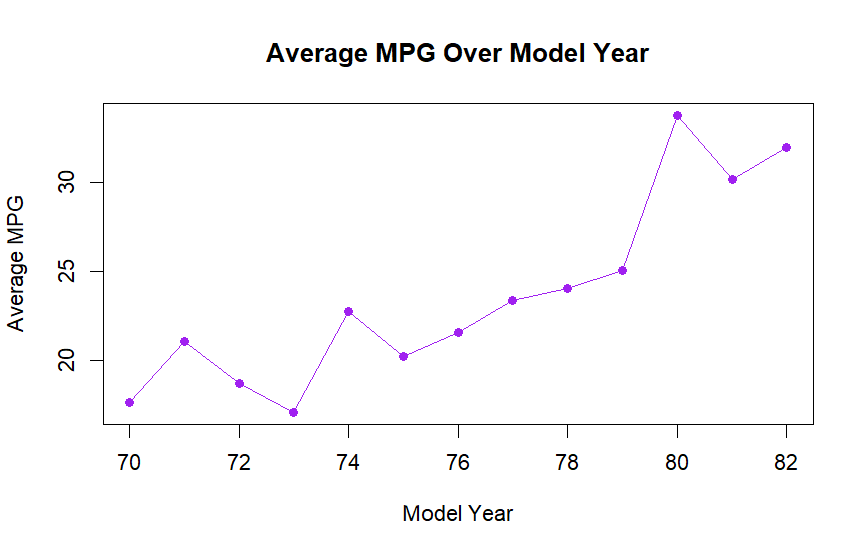 Average MPG Over Model Year
Average MPG
30
25
20
70 72 74 76 78 80 82
Model Year